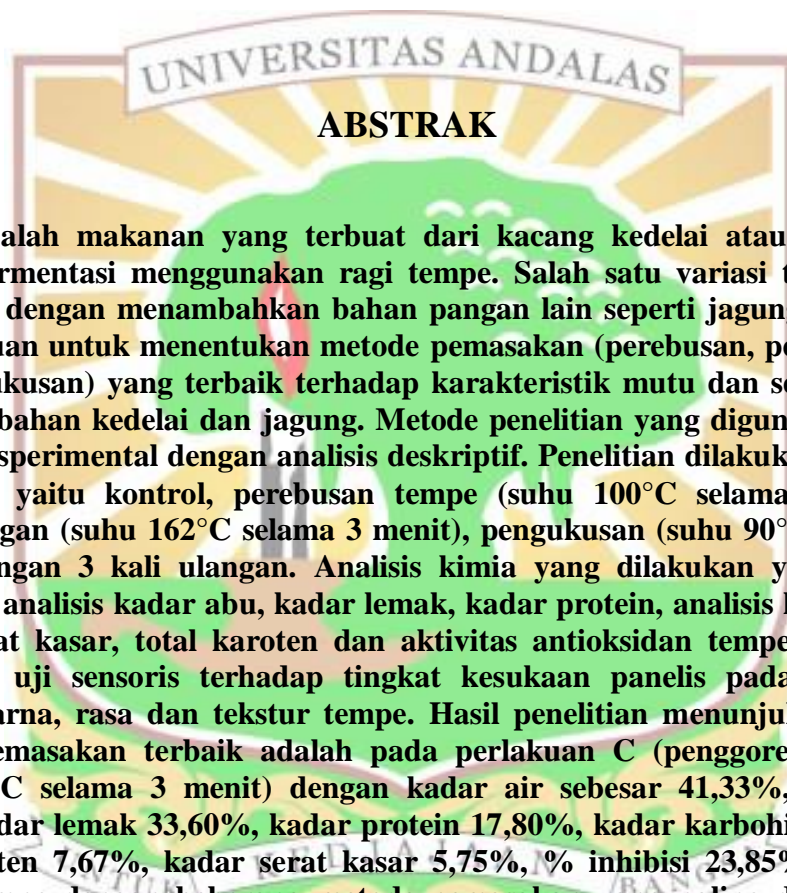 UNIVERSITAS ANDALAS
ABSTRAK
alah makanan yang terbuat dari kacang kedelai atau
rmentasi menggunakan ragi tempe. Salah satu variasi t
dengan menambahkan bahan pangan lain seperti jagung
uan untuk menentukan metode pemasakan (perebusan, pe
ukusan) yang terbaik terhadap karakteristik mutu dan se
bahan kedelai dan jagung. Metode penelitian yang digun
sperimental dengan analisis deskriptif. Penelitian dilakuk
yaitu kontrol, perebusan tempe (suhu 100°C selama
gan (suhu 162°C selama 3 menit), pengukusan (suhu 90°
ngan 3 kali ulangan. Analisis kimia yang dilakukan y
analisis kadar abu, kadar lemak, kadar protein, analisis k
at kasar, total karoten dan aktivitas antioksidan tempe
uji sensoris terhadap tingkat kesukaan panelis pada
arna, rasa dan tekstur tempe. Hasil penelitian menunjuk
emasakan terbaik adalah pada perlakuan C (penggore
°C selama 3 menit) dengan kadar air sebesar 41,33%,
dar lemak 33,60%, kadar protein 17,80%, kadar karbohi
ten 7,67%, kadar serat kasar 5,75%, % inhibisi 23,85%